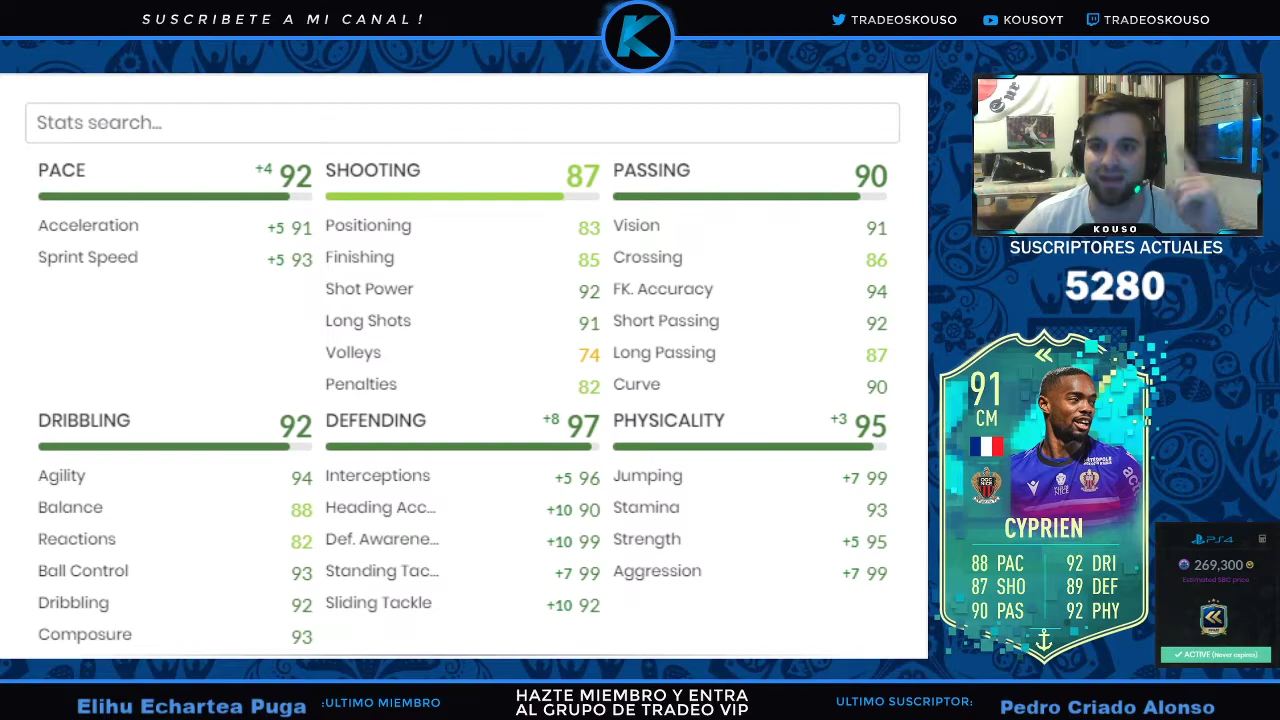 SUSCRIBETE A MI CANAL !
K
TRADEOSKOUSO
KOUSOYT
TRADEOSKOUSO
Stats search...
PACE +4 92
Acceleration +5 91
Sprint Speed +5 93
SHOOTING 87
Positioning 83
Finishing 85
Shot Power 92
Long Shots 91
Volleys 74
Penalties 82
PASSING 90
Vision 91
Crossing 86
FK. Accuracy 94
Short Passing 92
Long Passing 87
Curve 90
DRIBBLING 92
Agility 94
Balance 88
Reactions 82
Ball Control 93
Dribbling 92
Composure 93
DEFENDING +8 97
Interceptions +5 96
Heading Acc... +10 90
Def. Awarene... +10 99
Standing Tac... +7 99
Sliding Tackle +10 92
PHYSICALITY +3 95
Jumping +7 99
Stamina 93
Strength +5 95
Aggression +7 99
KOUSO
SUSCRIPTORES ACTUALES
5280
91
CM
CYPRIEN
88 PAC 92 DRI
87 SHO 89 DEF
90 PAS 92 PHY
PS4
269,300
Estimated SBC price
ACTIVE (Never expires)
Elihu Echartea Puga
:ULTIMO MIEMBRO
HAZTE MIEMBRO Y ENTRA
AL GRUPO DE TRADEO VIP
ULTIMO SUSCRIPTOR:
Pedro Criado Alonso